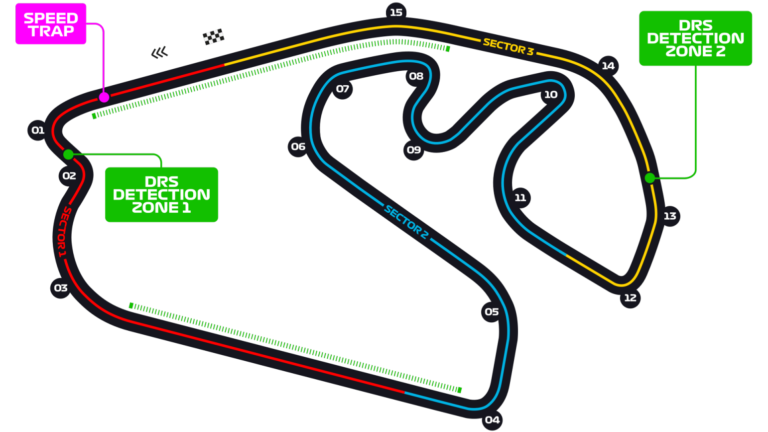 SPEED
TRAP
15
SECTOR 3
DRS
DETECTION
ZONE 2
14
08
07
10
01
09
06
02
DRS
DETECTION
ZONE 1
11
SECTOR 1
SECTOR 2
13
03
12
05
04